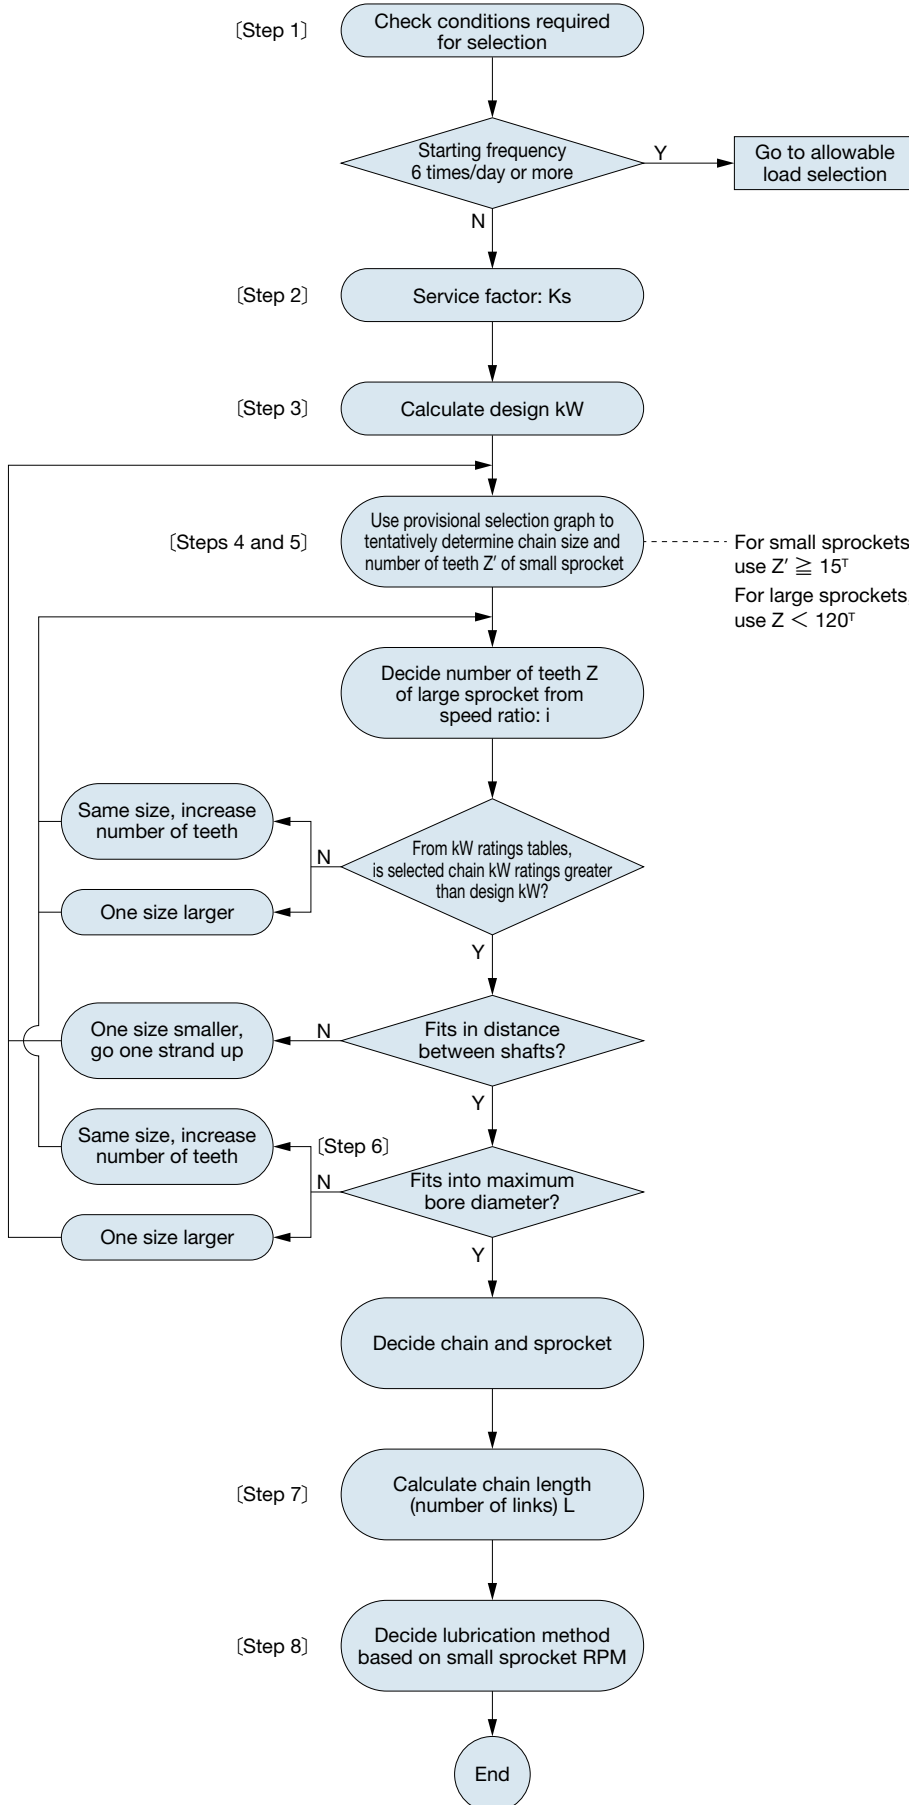 〔Step 1〕
Check conditions required
for selection
Starting frequency
6 times/day or more
Y
Go to allowable
load selection
N
〔Step 2〕
Service factor: Ks
〔Step 3〕
Calculate design kW
〔Steps 4 and 5〕
Use provisional selection graph to
tentatively determine chain size and
number of teeth Z′ of small sprocket
For small sprockets
use Z′ ≧ 15ᵀ
For large sprockets,
use Z < 120ᵀ
Decide number of teeth Z
of large sprocket from
speed ratio: i
Same size, increase
number of teeth
N
From kW ratings tables,
is selected chain kW ratings greater
than design kW?
One size larger
Y
One size smaller,
go one strand up
N
Fits in distance
between shafts?
Y
Same size, increase
number of teeth
〔Step 6〕
N
Fits into maximum
bore diameter?
One size larger
Y
Decide chain and sprocket
〔Step 7〕
Calculate chain length
(number of links) L
〔Step 8〕
Decide lubrication method
based on small sprocket RPM
End